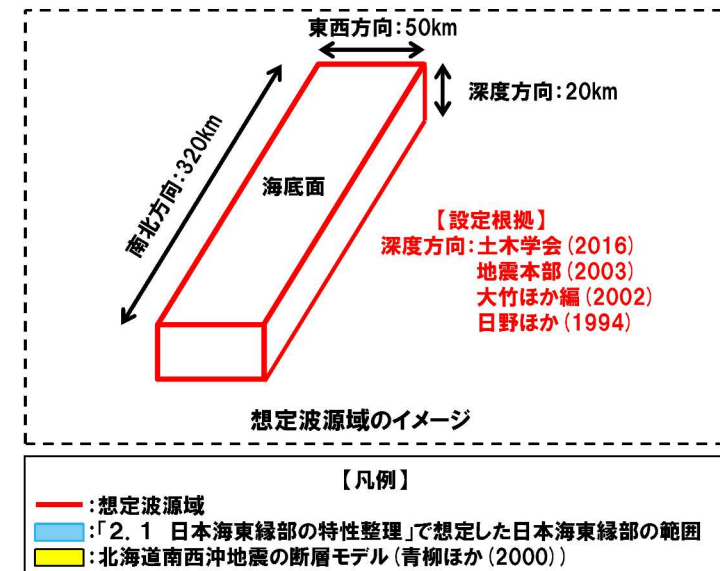 東西方向:50km
深度方向:20km
南北方向:320km
海底面
【設定根拠】
深度方向:土木学会(2016)
地震本部(2003)
大竹ほか編(2002)
日野ほか(1994)
想定波源域のイメージ
【凡例】
:想定波源域
:「2.1 日本海東縁部の特性整理」で想定した日本海東縁部の範囲
:北海道南西沖地震の断層モデル(青柳ほか(2000))